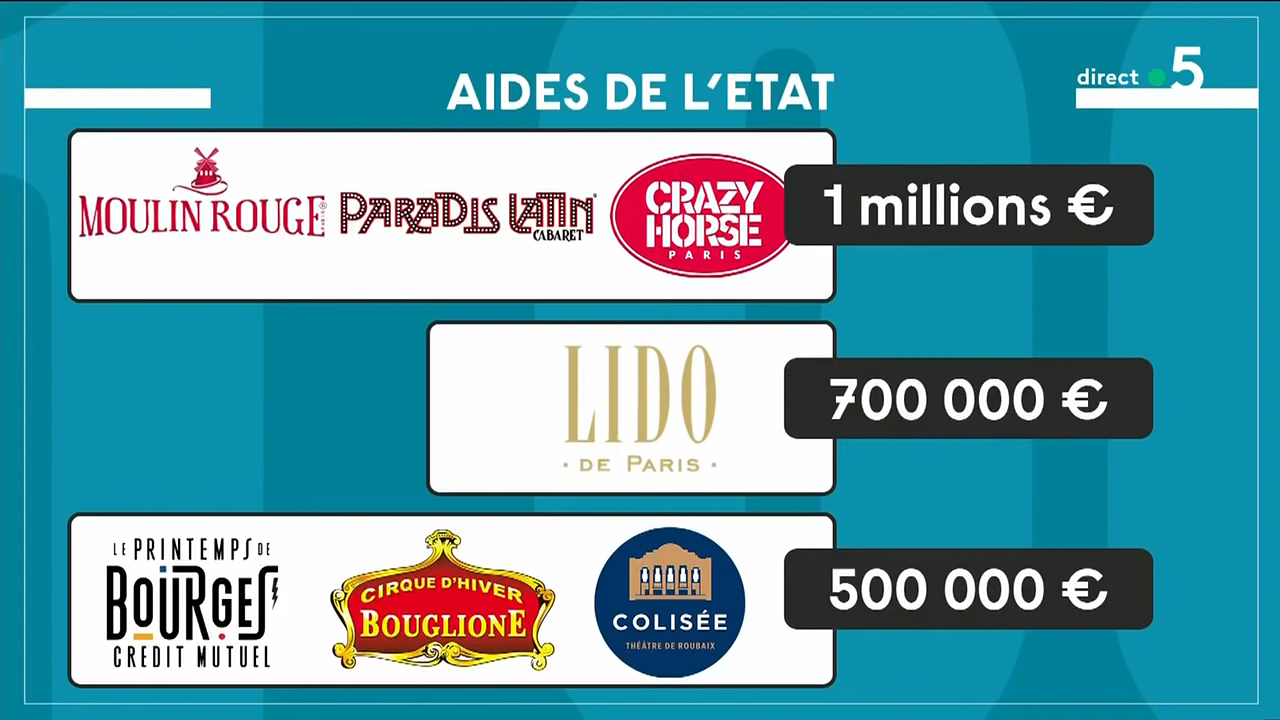 AIDES DE L'ETAT
direct 5
MOULIN ROUGE
PARADIS LATIN
CABARET
CRAZY
HORSE
PARIS
1 millions €
LIDO
· DE PARIS ·
700 000 €
LE PRINTEMPS DE
BOURGES
CREDIT MUTUEL
CIRQUE D'HIVER
BOUGLIONE
COLISÉE
THÉÂTRE DE ROUBAIX
500 000 €